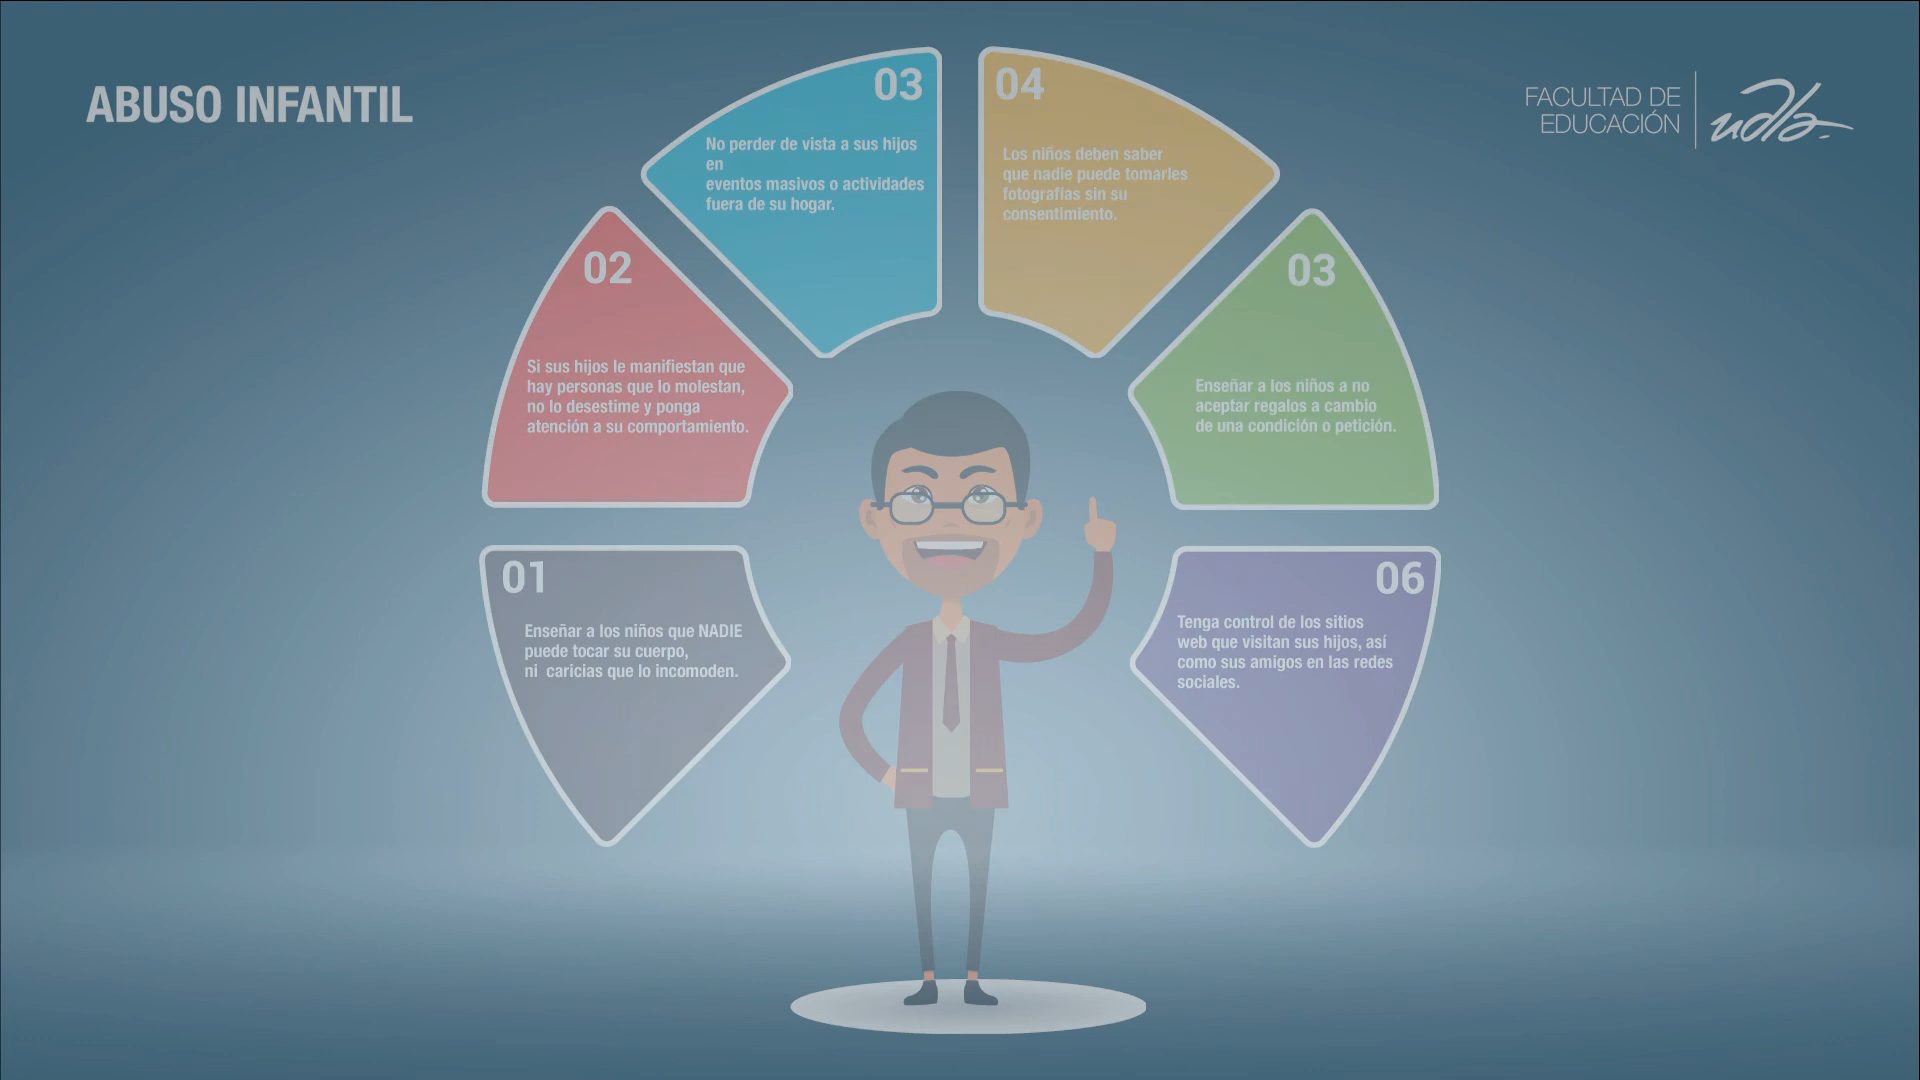 ABUSO INFANTIL
FACULTAD DE
EDUCACIÓN
udla.
01
Enseñar a los niños que NADIE
puede tocar su cuerpo,
ni  caricias que lo incomoden.
02
Si sus hijos le manifiestan que
hay personas que lo molestan,
no lo desestime y ponga
atención a su comportamiento.
03
No perder de vista a sus hijos
en
eventos masivos o actividades
fuera de su hogar.
04
Los niños deben saber
que nadie puede tomarles
fotografías sin su
consentimiento.
03
Enseñar a los niños a no
aceptar regalos a cambio
de una condición o petición.
06
Tenga control de los sitios
web que visitan sus hijos, así
como sus amigos en las redes
sociales.